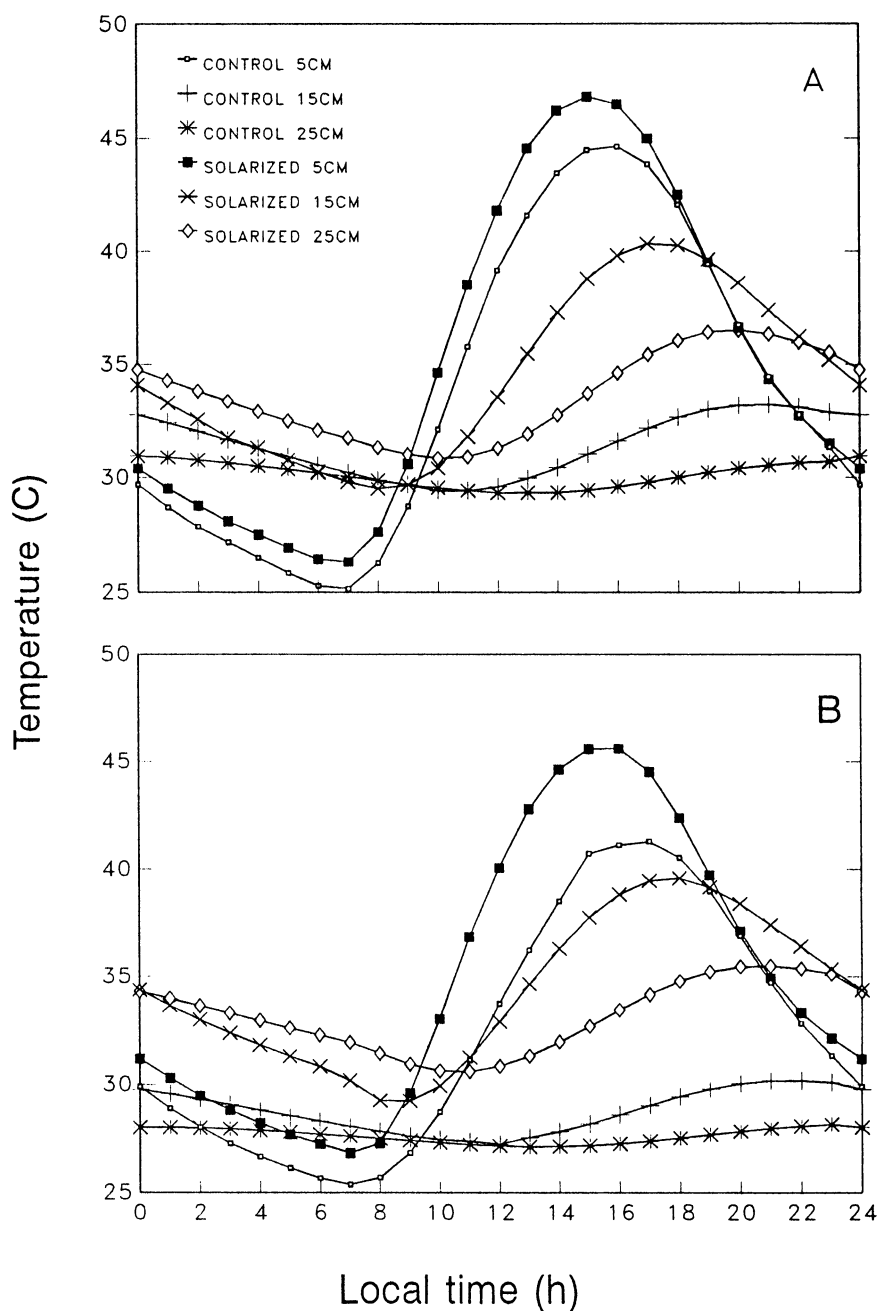 50
A
CONTROL 5CM
CONTROL 15CM
CONTROL 25CM
SOLARIZED 5CM
SOLARIZED 15CM
SOLARIZED 25CM
45
40
35
30
25
Temperature (C)
50
B
45
40
35
30
25
0 2 4 6 8 10 12 14 16 18 20 22 24
Local time (h)